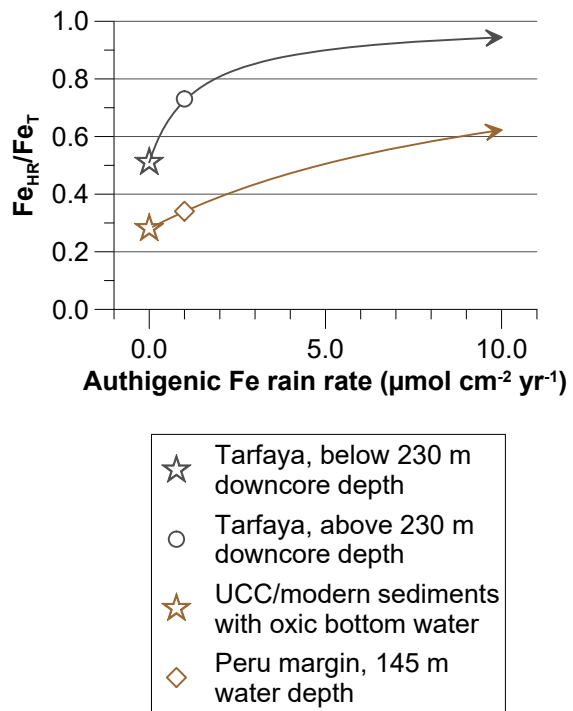 1.0
0.8
0.6
0.4
0.2
0.0
Fe_HR/Fe_T
0.0 5.0 10.0
Authigenic Fe rain rate (µmol cm⁻² yr⁻¹)
Tarfaya, below 230 m
downcore depth
Tarfaya, above 230 m
downcore depth
UCC/modern sediments
with oxic bottom water
Peru margin, 145 m
water depth